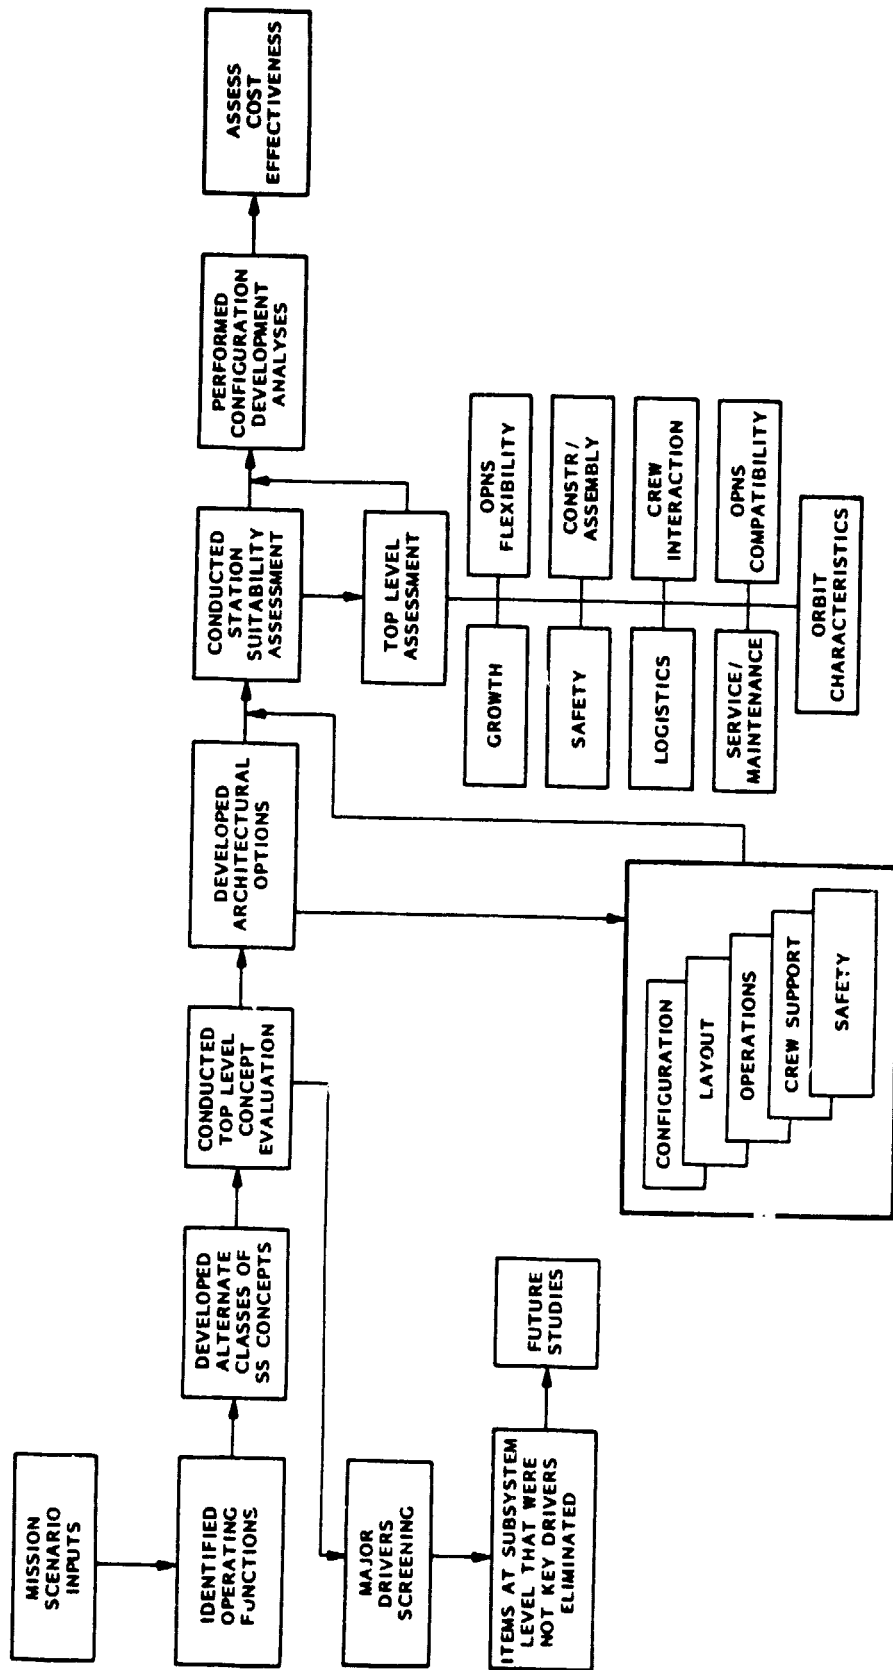 MISSION
SCENARIO
INPUTS
IDENTIFIED
OPERATING
FUNCTIONS
DEVELOPED
ALTERNATE
CLASSES OF
SS CONCEPTS
CONDUCTED
TOP LEVEL
CONCEPT
EVALUATION
DEVELOPED
ARCHITECTURAL
OPTIONS
CONDUCTED
STATION
SUITABILITY
ASSESSMENT
PERFORMED
CONFIGURATION
DEVELOPMENT
ANALYSES
ASSESS
COST
EFFECTIVENESS
MAJOR
DRIVERS
SCREENING
ITEMS AT SUBSYSTEM
LEVEL THAT WERE
NOT KEY DRIVERS
ELIMINATED
FUTURE
STUDIES
CONFIGURATION
LAYOUT
OPERATIONS
CREW SUPPORT
SAFETY
TOP LEVEL
ASSESSMENT
GROWTH
OPNS
FLEXIBILITY
SAFETY
CONSTR/
ASSEMBLY
LOGISTICS
CREW
INTERACTION
SERVICE/
MAINTENANCE
OPNS
COMPATIBILITY
ORBIT
CHARACTERISTICS